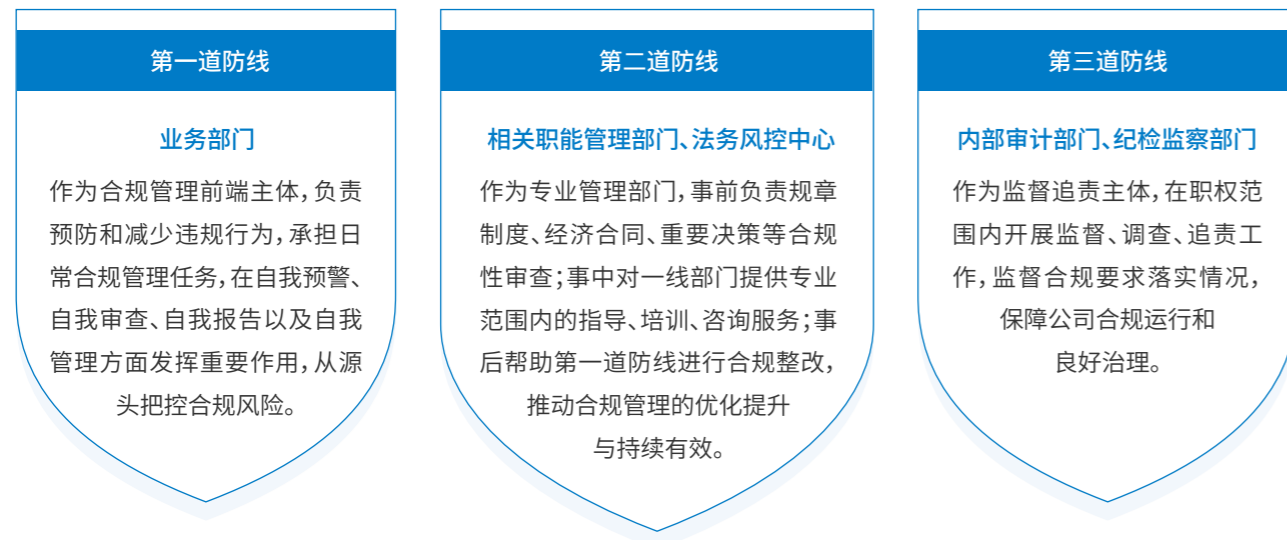 第一道防线
业务部门
作为合规管理前端主体,负责
预防和减少违规行为,承担日
常合规管理任务,在自我预警、
自我审查、自我报告以及自我
管理方面发挥重要作用,从源
头把控合规风险。
第二道防线
相关职能管理部门、法务风控中心
作为专业管理部门,事前负责规章
制度、经济合同、重要决策等合规
性审查;事中对一线部门提供专业
范围内的指导、培训、咨询服务;事
后帮助第一道防线进行合规整改,
推动合规管理的优化提升
与持续有效。
第三道防线
内部审计部门、纪检监察部门
作为监督追责主体,在职权范
围内开展监督、调查、追责工
作,监督合规要求落实情况,
保障公司合规运行和
良好治理。